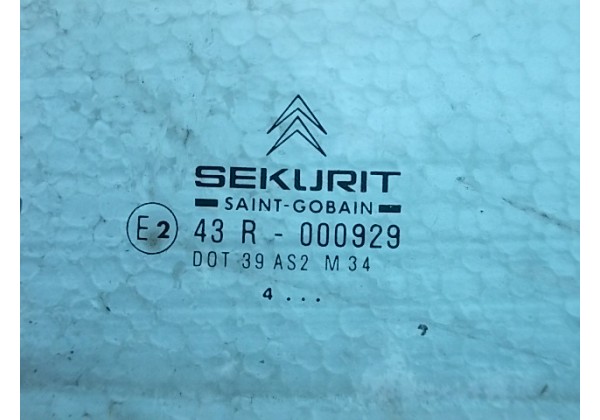 SEKURIT
SAINT-GOBAIN
E2 43 R - 000929
DOT 39 AS2 M 34
4 ...